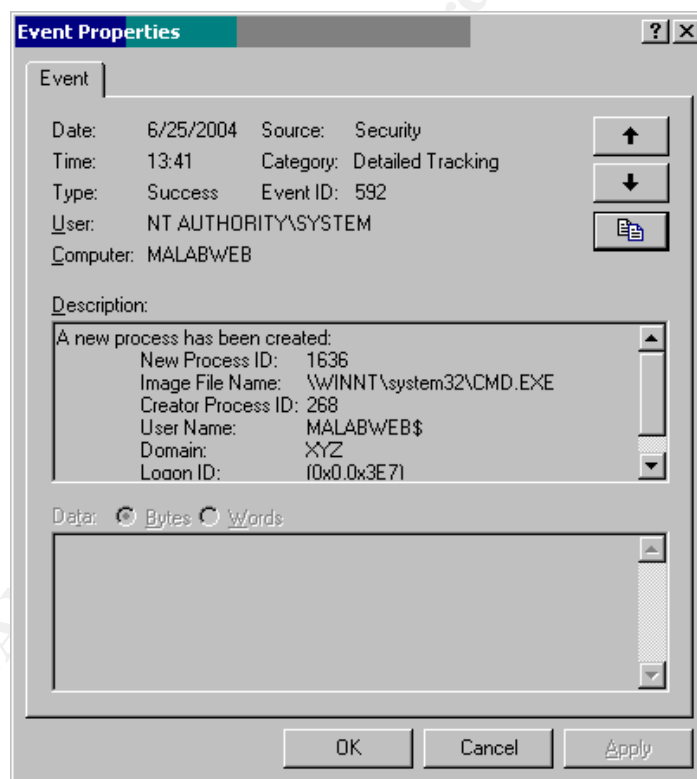 Event Properties
Event
Date: 6/25/2004 Source: Security
Time: 13:41 Category: Detailed Tracking
Type: Success Event ID: 592
User: NT AUTHORITY\SYSTEM
Computer: MALABWEB
Description:
A new process has been created:
New Process ID: 1636
Image File Name: \WINNT\system32\CMD.EXE
Creator Process ID: 268
User Name: MALABWEB$
Domain: XYZ
Logon ID: (0x0,0x3E7)
Data: Bytes Words
OK Cancel Apply